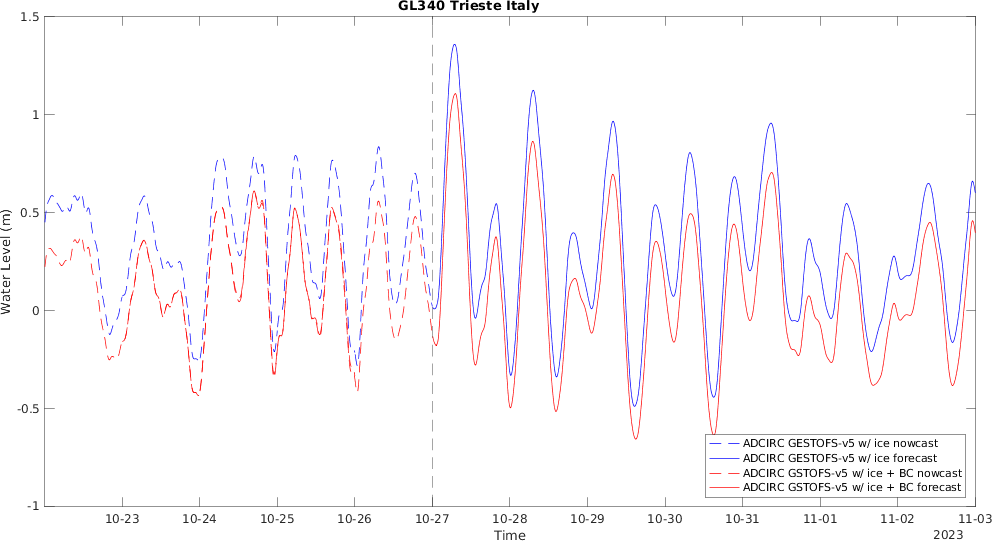 GL340 Trieste Italy
1.5
1
0.5
0
-0.5
-1
Water Level (m)
10-23 10-24 10-25 10-26 10-27 10-28 10-29 10-30 10-31 11-01 11-02 11-03
Time
2023
ADCIRC GESTOFS-v5 w/ ice nowcast
ADCIRC GESTOFS-v5 w/ ice forecast
ADCIRC GSTOFS-v5 w/ ice + BC nowcast
ADCIRC GSTOFS-v5 w/ ice + BC forecast